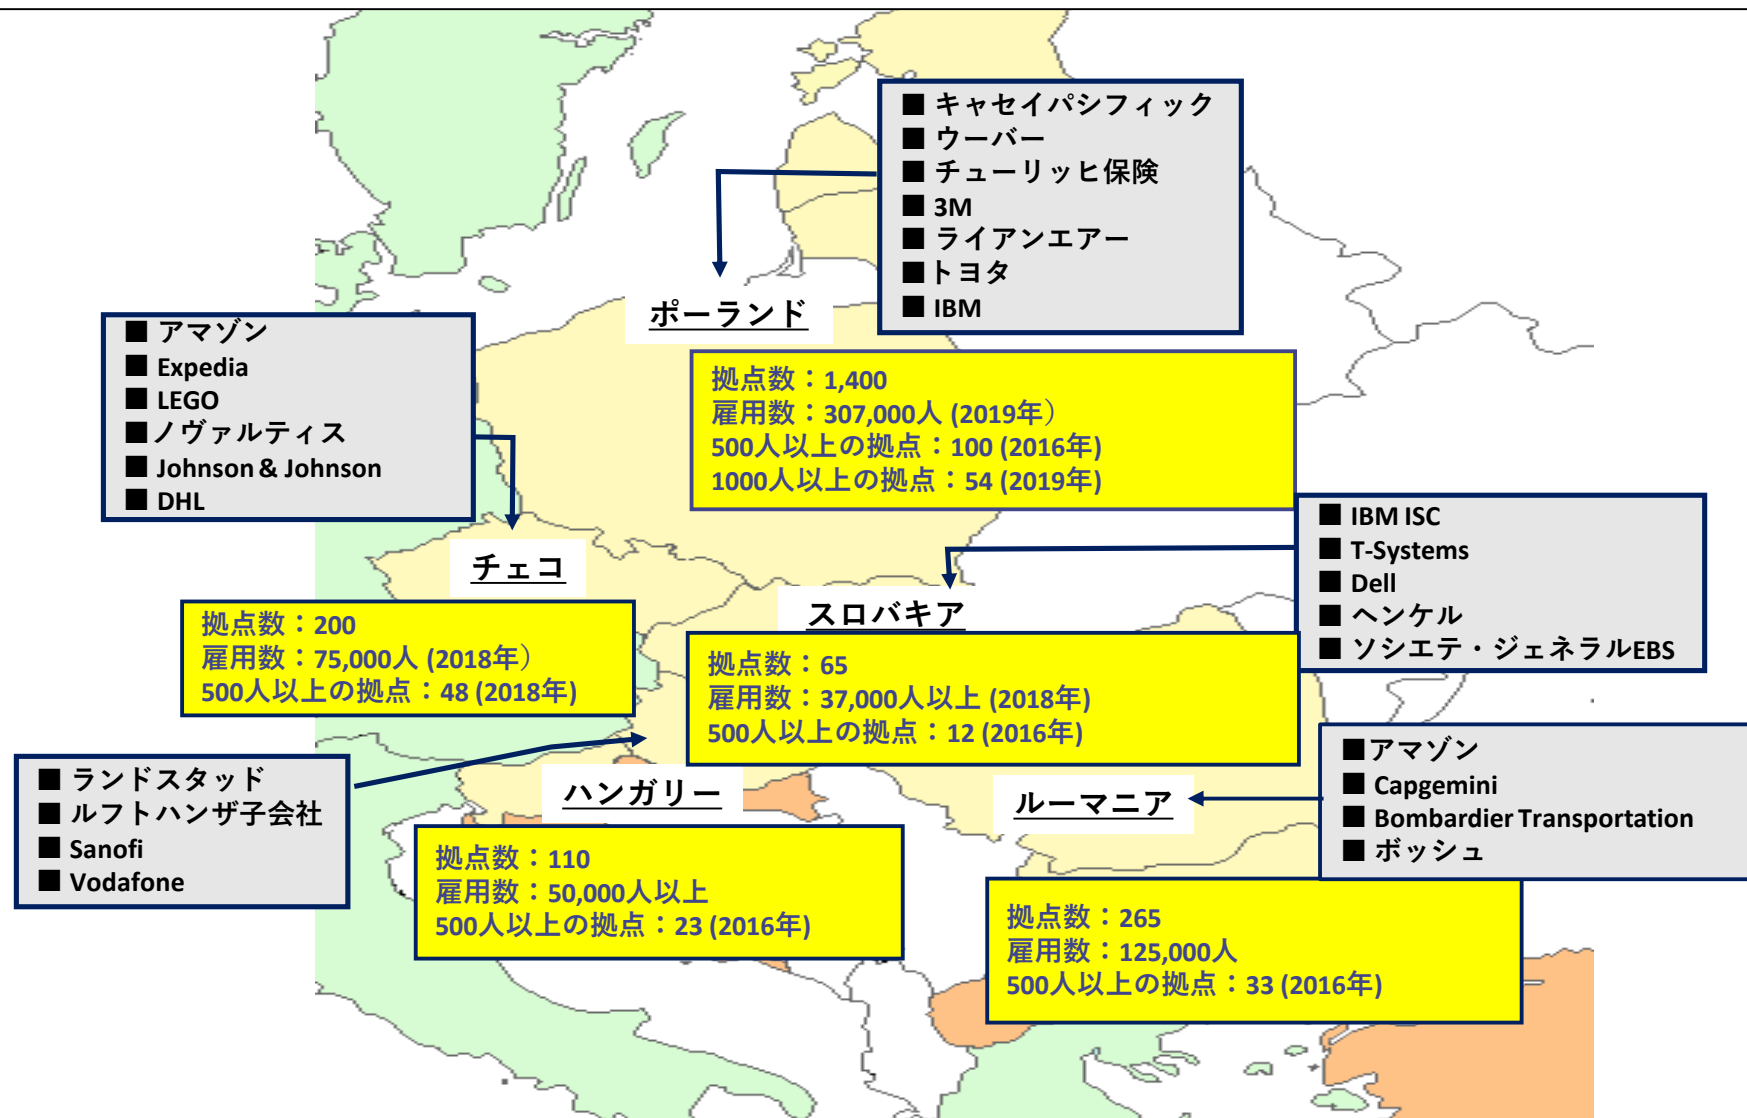 ■ キャセイパシフィック
■ ウーバー
■ チューリッヒ保険
■ 3M
■ ライアンエアー
■トヨタ
■ IBM
ポーランド
拠点数：1,400
雇用数：307,000人 (2019年）
500人以上の拠点：100 (2016年)
1000人以上の拠点：54 (2019年)
■ アマゾン
■ Expedia
■ LEGO
■ノヴァルティス
■ Johnson & Johnson
■ DHL
チェコ
拠点数：200
雇用数：75,000人 (2018年）
500人以上の拠点：48 (2018年)
■ IBM ISC
■ T-Systems
■ Dell
■ ヘンケル
■ ソシエテ・ジェネラルEBS
スロバキア
拠点数：65
雇用数：37,000人以上 (2018年)
500人以上の拠点：12 (2016年)
■ ランドスタッド
■ ルフトハンザ子会社
■ Sanofi
■ Vodafone
ハンガリー
拠点数：110
雇用数：50,000人以上
500人以上の拠点：23 (2016年)
■アマゾン
■ Capgemini
■ Bombardier Transportation
■ ボッシュ
ルーマニア
拠点数：265
雇用数：125,000人
500人以上の拠点：33 (2016年)